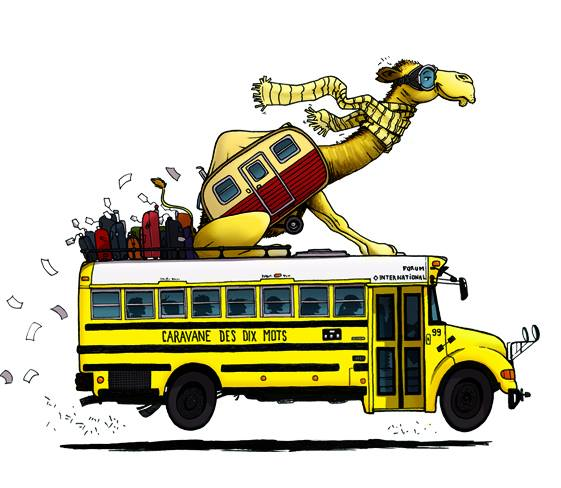 FORUM
INTERNATIONAL
CARAVANE DES DIX MOTS
99